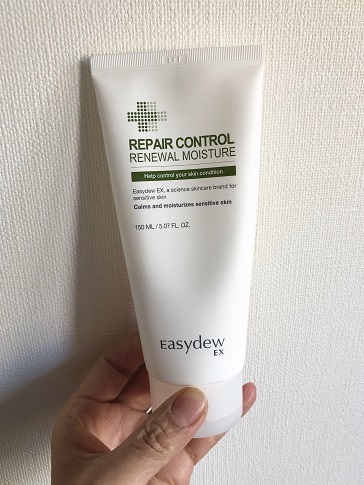 REPAIR CONTROL
RENEWAL MOISTURE
Help control your skin condition
Easydew EX, a science skincare brand for
sensitive skin
Calms and moisturizes sensitive skin
150 ML / 5.07 FL. OZ.
Easydew
EX